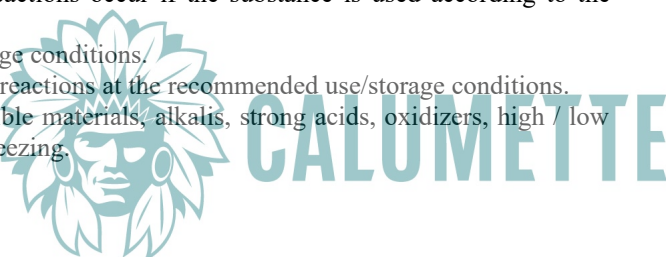 reactions occur if the substance is used according to the
ge conditions.
reactions at the recommended use/storage conditions.
ble materials, alkalis, strong acids, oxidizers, high / low
eezing.
CALUMETTE